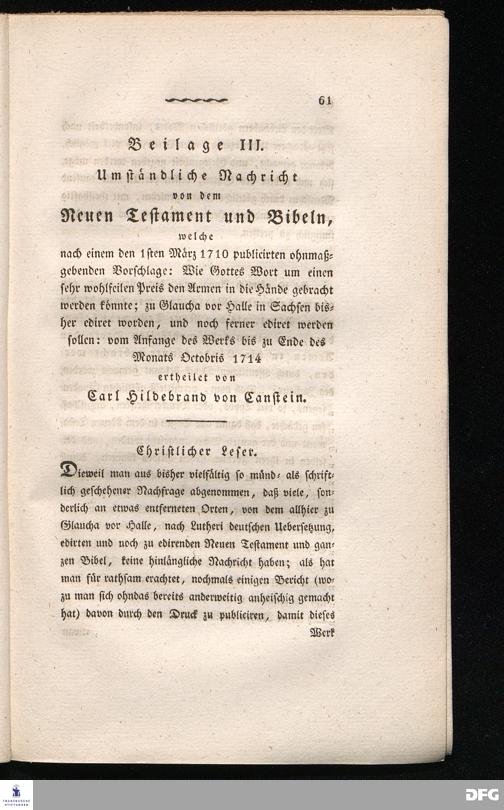 61
Beilage III.
Umständliche Nachricht
von dem
Neuen Testament und Bibeln,
welche
nach einem den 1sten März 1710 publicirten ohnmaß-
gebenden Vorschlage: Wie Gottes Wort um einen
sehr wohlfeilen Preis den Armen in die Hände gebracht
werden könnte; zu Glaucha vor Halle in Sachsen bis-
her ediret worden, und noch ferner ediret werden
sollen: vom Anfange des Werks bis zu Ende des
Monats Octobris 1714
ertheilet von
Carl Hildebrand von Canstein.
Christlicher Leser.
Dieweil man aus bisher vielfältig so münd- als schrift-
lich geschehener Nachfrage abgenommen, daß viele, son-
derlich an etwas entferneten Orten, von dem allhier zu
Glaucha vor Halle, nach Lutheri deutschen Uebersetzung,
edirten und noch zu edirenden Neuen Testament und gan-
zen Bibel, keine hinlängliche Nachricht haben; als hat
man für rathsam erachtet, nochmals einigen Bericht (wo-
zu man sich ohndas bereits anderweitig anheischig gemacht
hat) davon durch den Druck zu publiciren, damit dieses
Werk
FRANCKESCHE
STIFTUNGEN
DFG